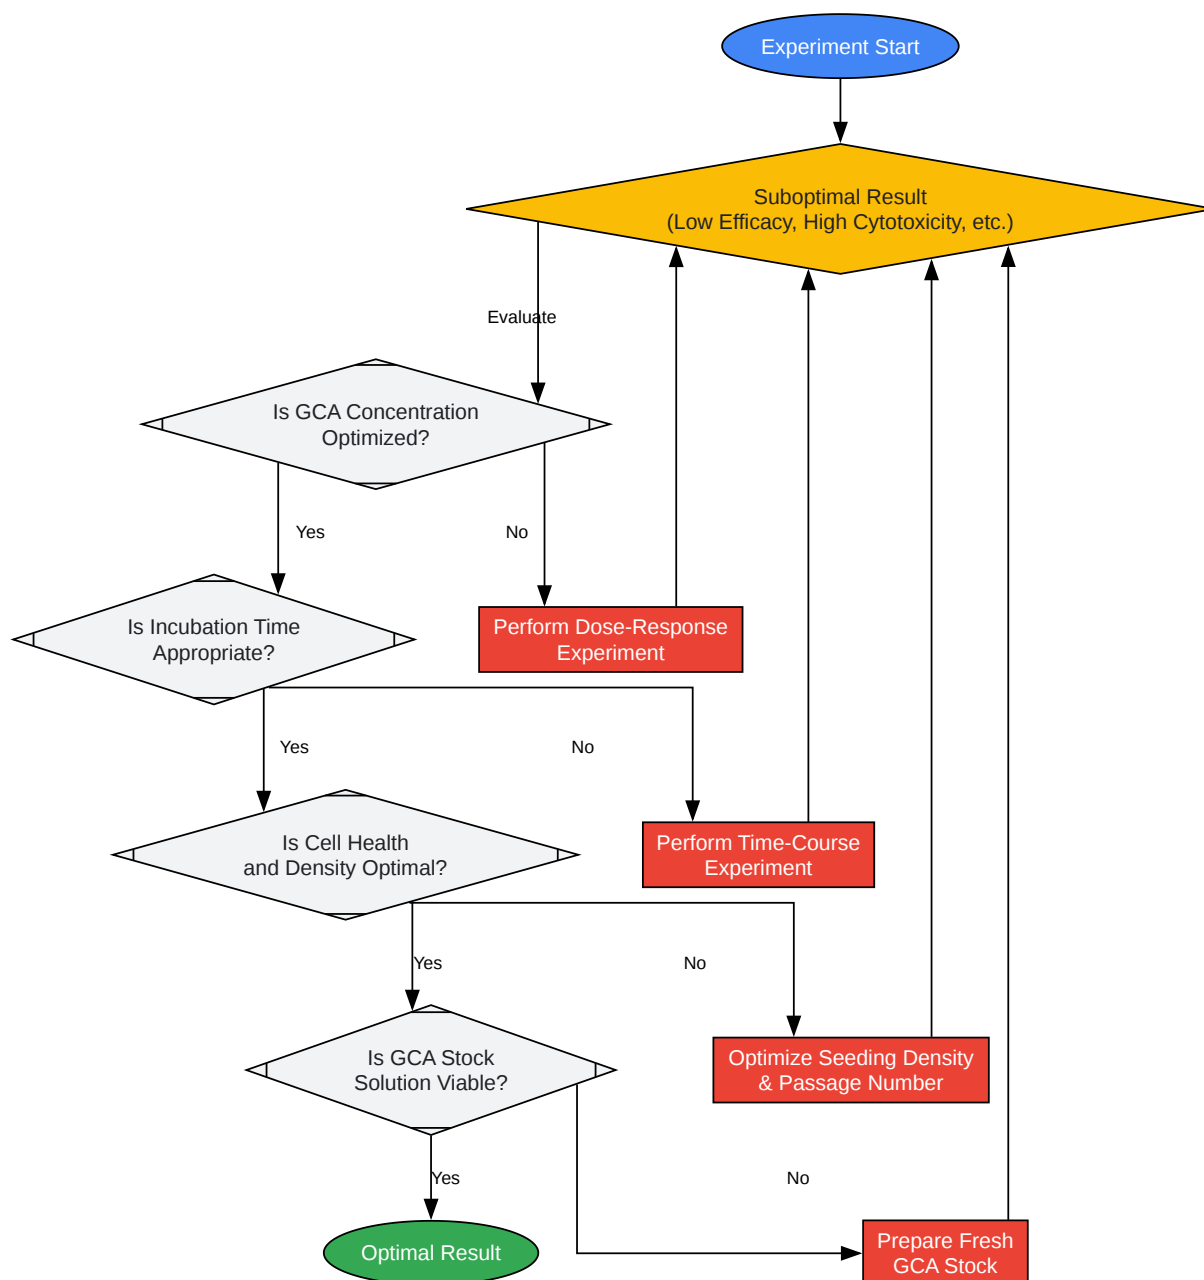 Experiment Start
Suboptimal Result
(Low Efficacy, High Cytotoxicity, etc.)
Evaluate
Is GCA Concentration
Optimized?
Yes
No
Is Incubation Time
Appropriate?
Perform Dose-Response
Experiment
Yes
No
Is Cell Health
and Density Optimal?
Perform Time-Course
Experiment
Yes
No
Is GCA Stock
Solution Viable?
Optimize Seeding Density
& Passage Number
Yes
No
Optimal Result
Prepare Fresh
GCA Stock